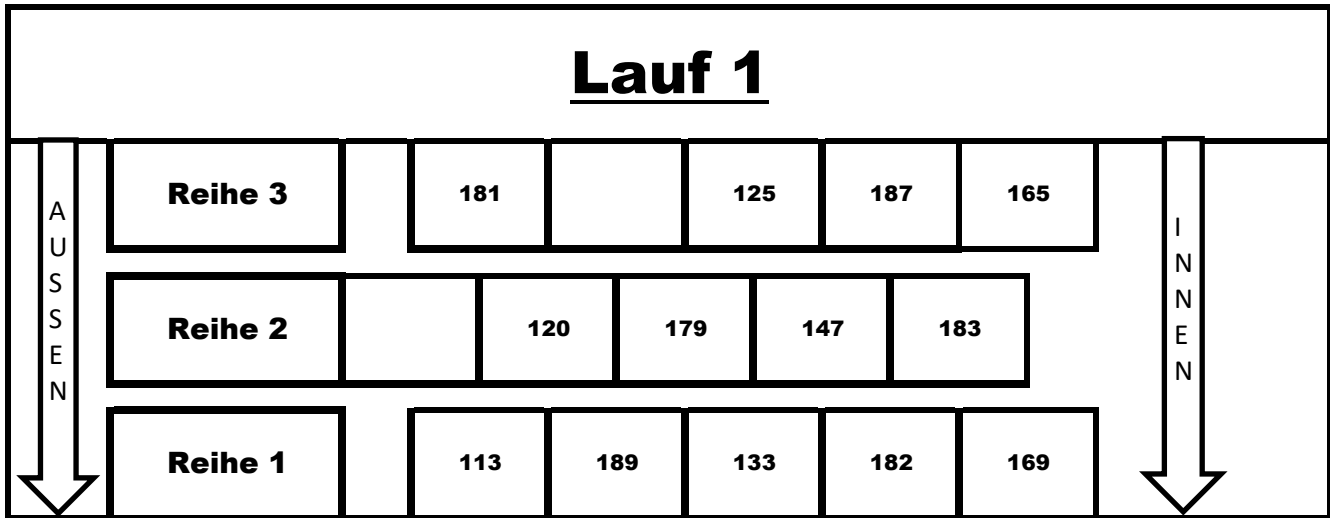 Lauf 1
AUSSEN
Reihe 3 181 125 187 165
INNEN
Reihe 2 120 179 147 183
Reihe 1 113 189 133 182 169